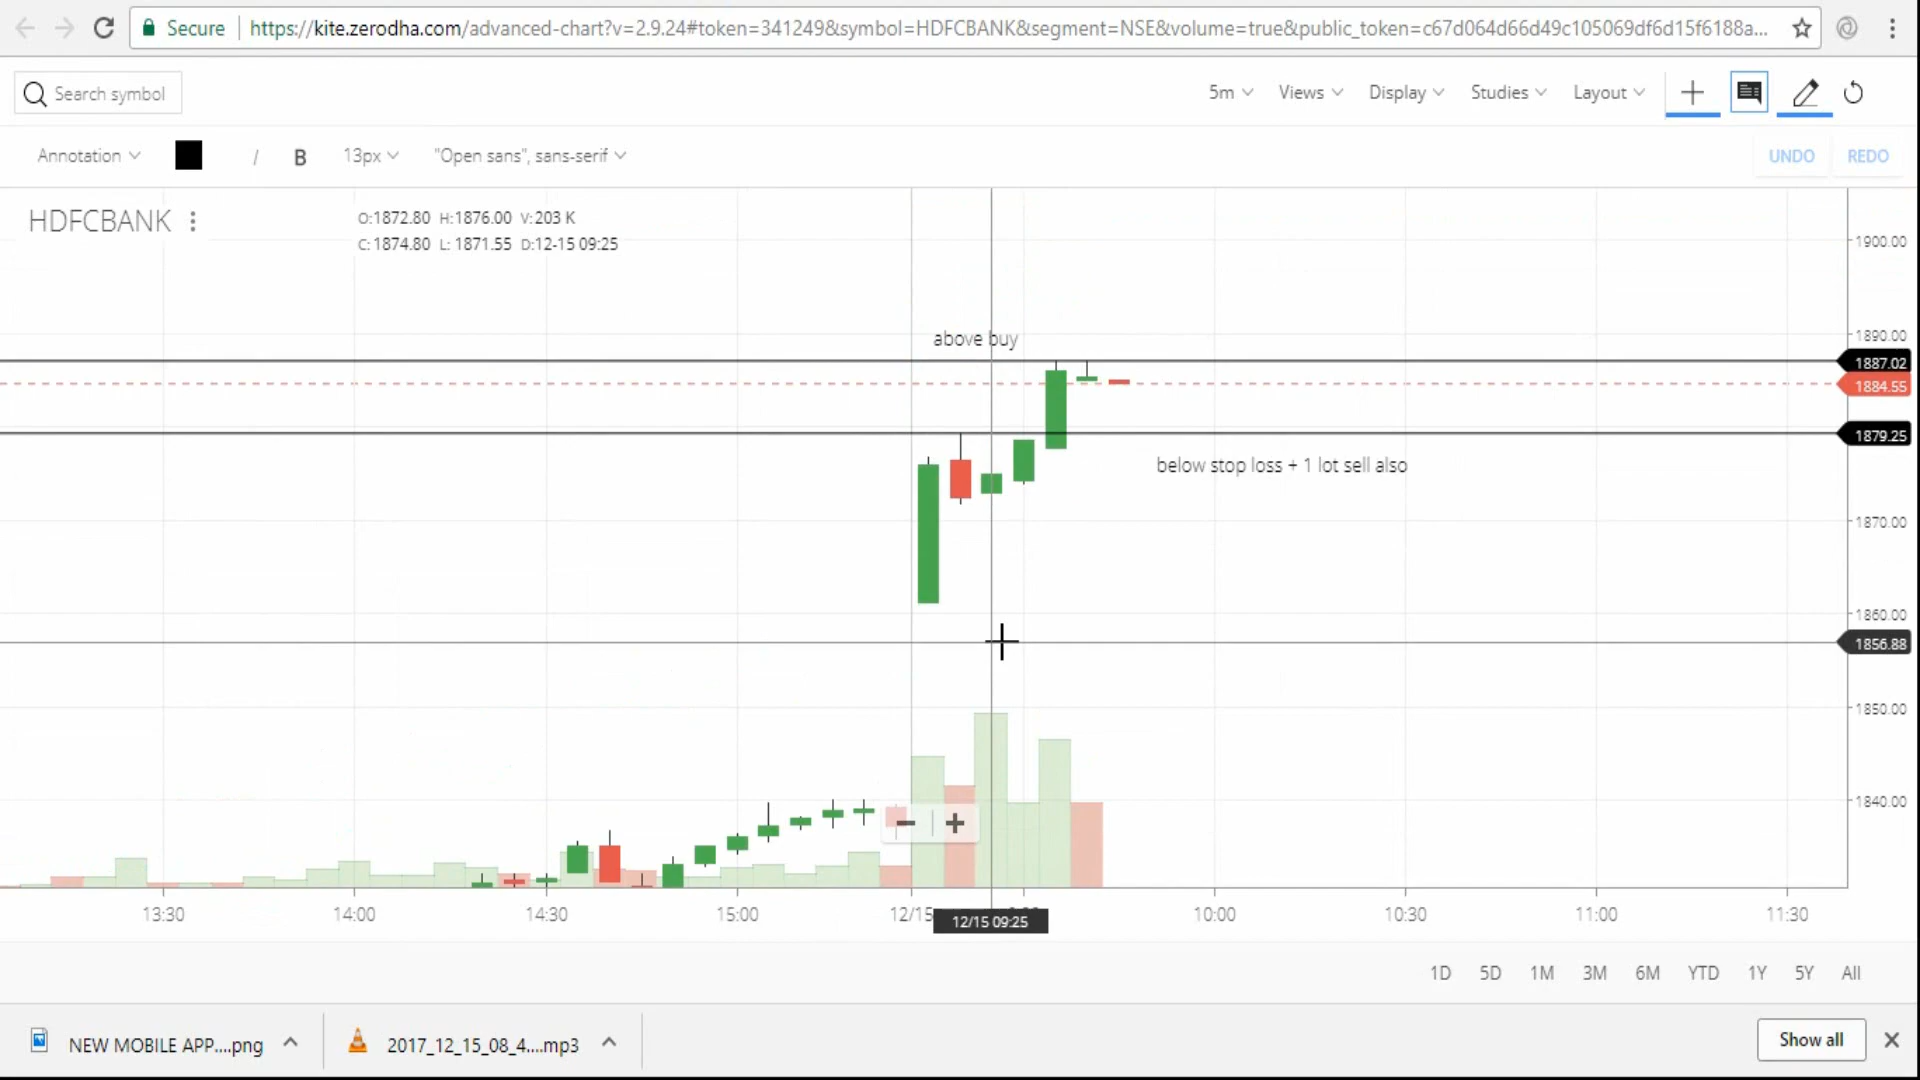 Secure https://kite.zerodha.com/advanced-chart?v=2.9.24#token=341249&symbol=HDFCBANK&segment=NSE&volume=true&public_token=c67d064d66d49c105069df6d15f6188a...
Search symbol
5m Views Display Studies Layout
Annotation / B 13px "Open sans", sans-serif UNDO REDO
HDFCBANK
O:1872.80 H:1876.00 V:203 K
C:1874.80 L: 1871.55 D:12-15 09:25
1900.00
above buy
1890.00
1887.02
1884.55
1879.25
below stop loss + 1 lot sell also
1870.00
1860.00
1856.88
1850.00
1840.00
13:30 14:00 14:30 15:00 12/15 10:00 10:30 11:00 11:30
12/15 09:25
1D 5D 1M 3M 6M YTD 1Y 5Y All
NEW MOBILE APP....png 2017_12_15_08_4....mp3 Show all